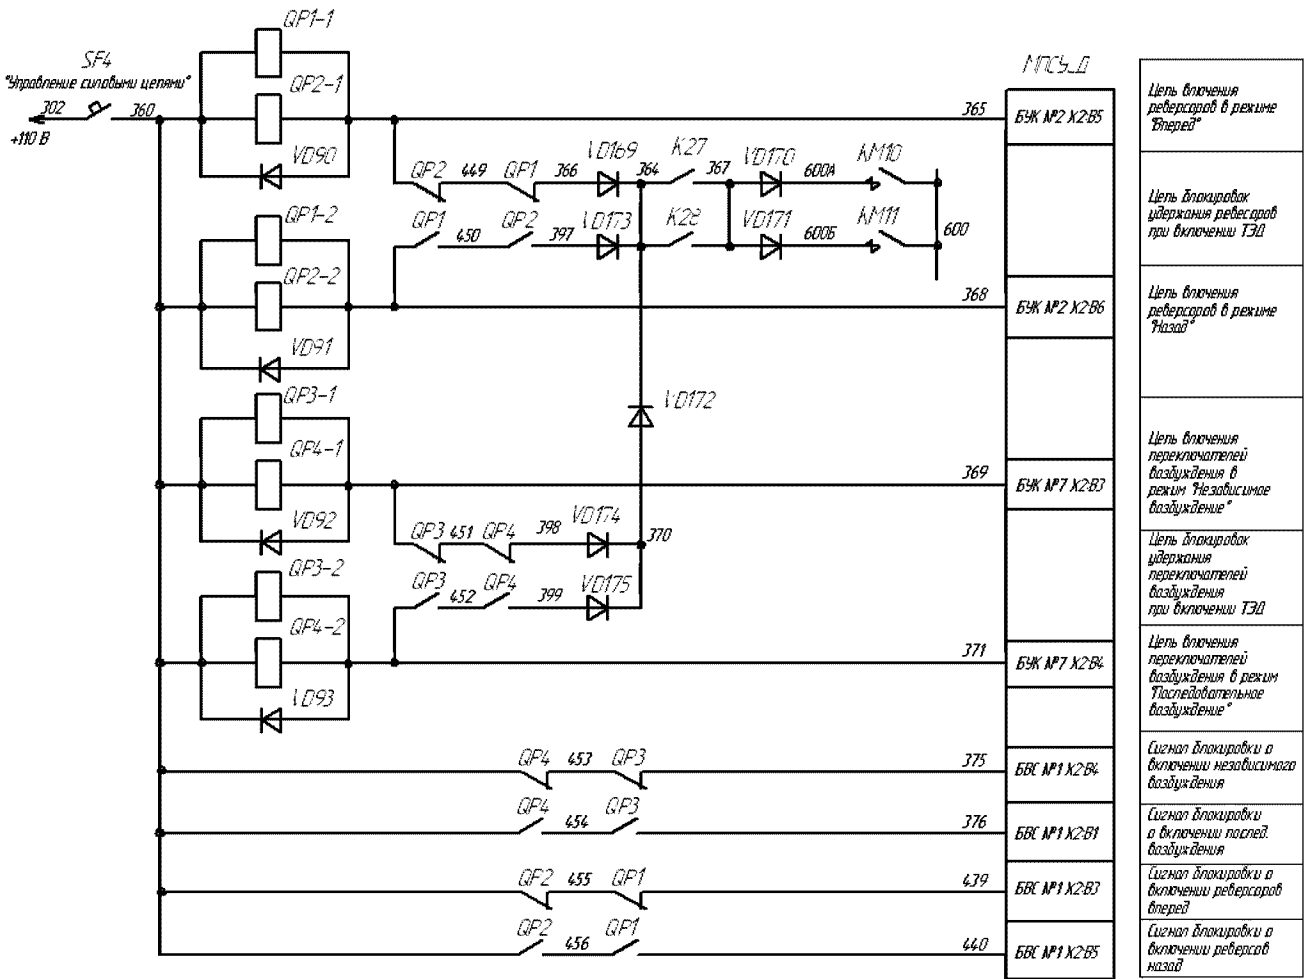 QP1-1
SF4
"Управление силовыми цепями"
302
360
+110 В
QP2-1
VD90
QP1-2
QP2-2
VD91
QP3-1
QP4-1
VD92
QP3-2
QP4-2
VD93
365
QP2
449
QP1
366
VD169
364
K27
367
VD170
600А
KM10
QP1
450
QP2
397
VD173
K28
VD171
600Б
KM11
600
368
VD172
369
QP3
451
QP4
398
VD174
370
QP3
452
QP4
399
VD175
371
QP4
453
QP3
375
QP4
454
QP3
376
QP2
455
QP1
439
QP2
456
QP1
440
МПСУ_Д
БУК №2 X2:B5
БУК №2 X2:B6
БУК №7 X2:B3
БУК №7 X2:B4
БВС №1 X2:B4
БВС №1 X2:B1
БВС №1 X2:B3
БВС №1 X2:B5
Цепь влючения
реверсоров в режиме
"Вперед"
Цепь блокировок
удержания ревесоров
при включении ТЭД
Цепь влючения
реверсоров в режиме
"Назад"
Цепь влючения
переключателей
возбуждения в
режим "Независимое
возбуждение"
Цепь блокировок
удержания
переключателей
возбуждения
при включении ТЭД
Цепь влючения
переключателей
возбуждения в режим
"Последовательное
возбуждение"
Сигнал блокировки о
включении независимого
возбуждения
Сигнал блокировки
о включении послед.
возбуждения
Сигнал блокировки о
включении реверсоров
вперед
Сигнал блокировки о
включении реверсов
назад